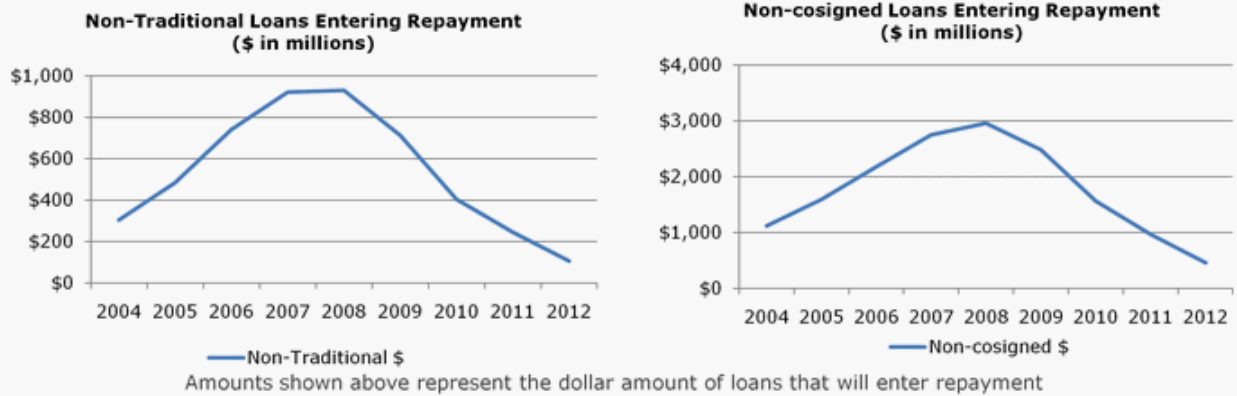 Non-Traditional Loans Entering Repayment
($ in millions)
$1,000
$800
$600
$400
$200
$0
2004 2005 2006 2007 2008 2009 2010 2011 2012
Non-Traditional $
Non-cosigned Loans Entering Repayment
($ in millions)
$4,000
$3,000
$2,000
$1,000
$0
2004 2005 2006 2007 2008 2009 2010 2011 2012
Non-cosigned $
Amounts shown above represent the dollar amount of loans that will enter repayment